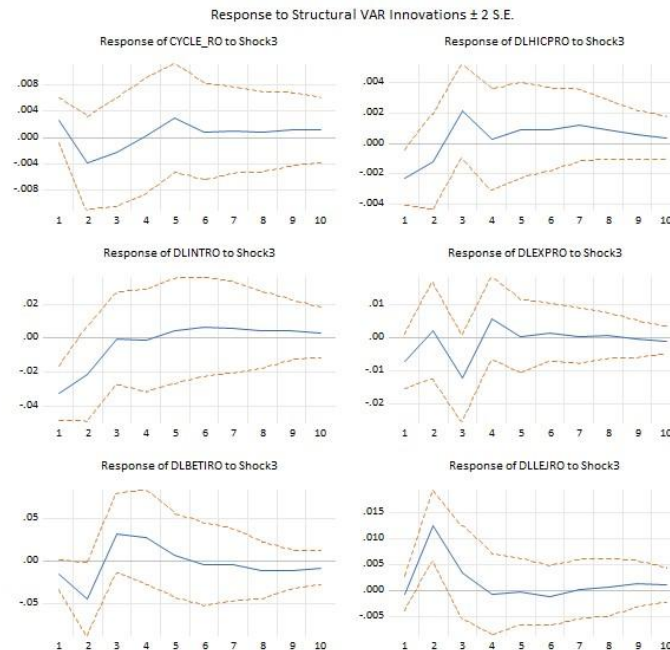 Response to Structural VAR Innovations ± 2 S.E.
Response of CYCLE_RO to Shock3
.008
.004
.000
-.004
-.008
1 2 3 4 5 6 7 8 9 10
Response of DLHICPRO to Shock3
.004
.002
.000
-.002
-.004
1 2 3 4 5 6 7 8 9 10
Response of DLINTRO to Shock3
.02
.00
-.02
-.04
1 2 3 4 5 6 7 8 9 10
Response of DLEXPRO to Shock3
.01
.00
-.01
-.02
1 2 3 4 5 6 7 8 9 10
Response of DLBETIRO to Shock3
.05
.00
-.05
1 2 3 4 5 6 7 8 9 10
Response of DLLEJRO to Shock3
.015
.010
.005
.000
-.005
1 2 3 4 5 6 7 8 9 10